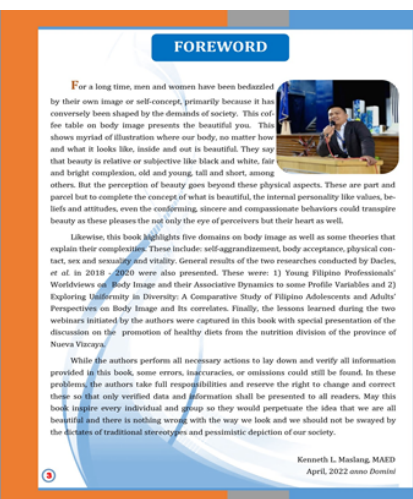 FOREWORD
For a long time, men and women have been bedazzled
by their own image or self-concept, primarily because it has
conversely been shaped by the demands of society. This cof-
fee table on body image presents the beautiful you. This
shows myriad of illustration where our body, no matter how
and what it looks like, inside and out is beautiful. They say
that beauty is relative or subjective like black and white, fair
and bright complexion, old and young, tall and short, among
others. But the perception of beauty goes beyond these physical aspects. These are part and
parcel but to complete the concept of what is beautiful, the internal personality like values, be-
liefs and attitudes, even the conforming, sincere and compassionate behaviors could transpire
beauty as these pleases the not only the eye of perceivers but their heart as well.
Likewise, this book highlights five domains on body image as well as some theories that
explain their complexities. These include: self-aggrandizement, body acceptance, physical con-
tact, sex and sexuality and vitality. General results of the two researches conducted by Dacles,
et al. in 2018 - 2020 were also presented. These were: 1) Young Filipino Professionals'
Worldviews on Body Image and their Associative Dynamics to some Profile Variables and 2)
Exploring Uniformity in Diversity: A Comparative Study of Filipino Adolescents and Adults'
Perspectives on Body Image and Its correlates. Finally, the lessons learned during the two
webinars initiated by the authors were captured in this book with special presentation of the
discussion on the promotion of healthy diets from the nutrition division of the province of
Nueva Vizcaya.
While the authors perform all necessary actions to lay down and verify all information
provided in this book, some errors, inaccuracies, or omissions could still be found. In these
problems, the authors take full responsibilities and reserve the right to change and correct
these so that only verified data and information shall be presented to all readers. May this
book inspire every individual and group so they would perpetuate the idea that we are all
beautiful and there is nothing wrong with the way we look and we should not be swayed by
the dictates of traditional stereotypes and pessimistic depiction of our society.
Kenneth L. Maslang, MAED
April, 2022 anno Domini
3